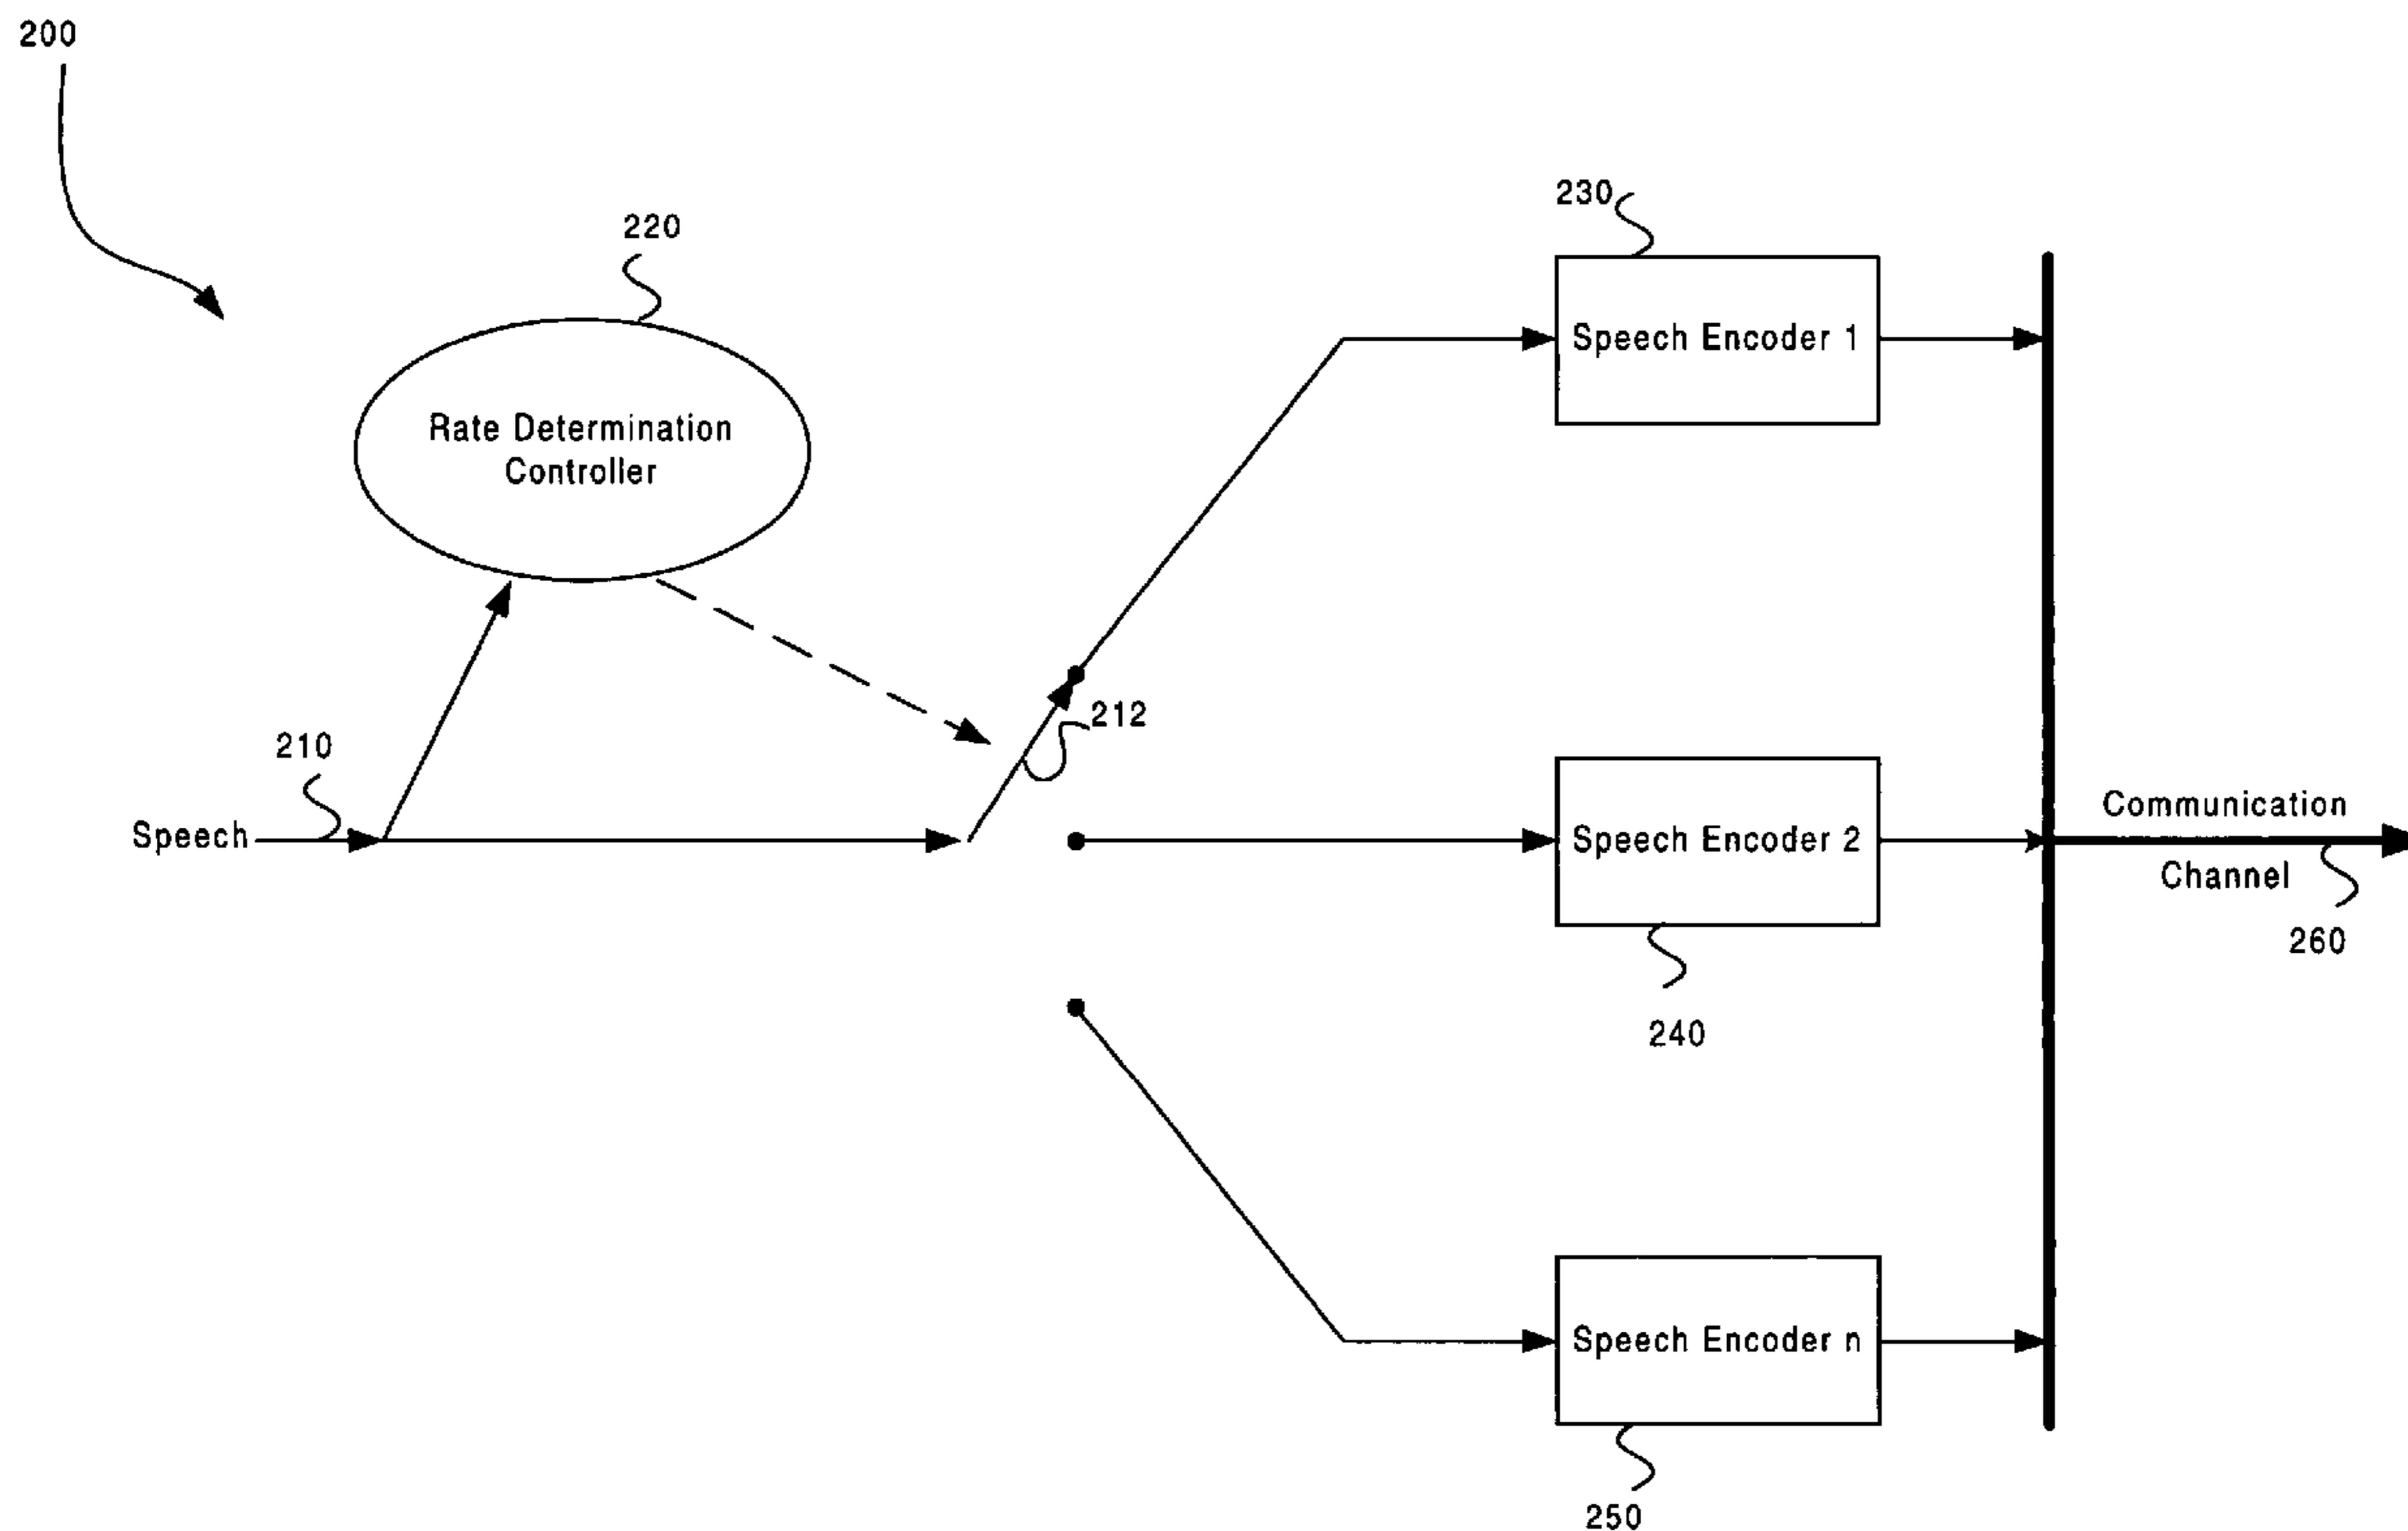 200
230
220
Speech Encoder 1
Rate Determination
Controller
212
210
Speech
Speech Encoder 2
Communication
Channel
260
240
Speech Encoder n
250